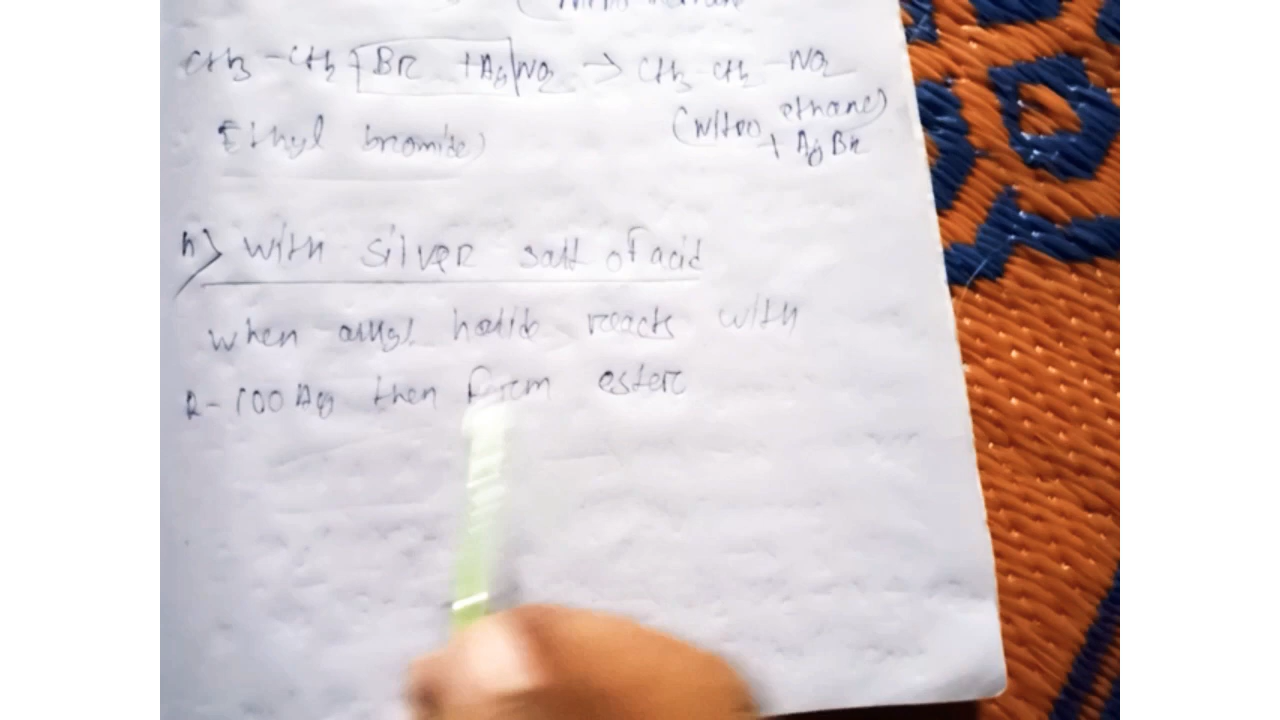 CH3-CH2-Br +AgNO2 -> CH3-CH2-NO2
Ethyl bromide) (Nitro ethane)
+ AgBr
h) with silver salt of acid
when alkyl halide reacts with
R-COOAg then form ester